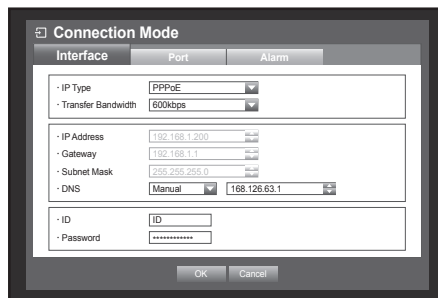 Connection Mode
Interface Port Alarm
· IP Type PPPoE
· Transfer Bandwidth 600kbps
· IP Address 192.168.1.200
· Gateway 192.168.1.1
· Subnet Mask 255.255.255.0
· DNS Manual 168.126.63.1
· ID ID
· Password ************
OK Cancel